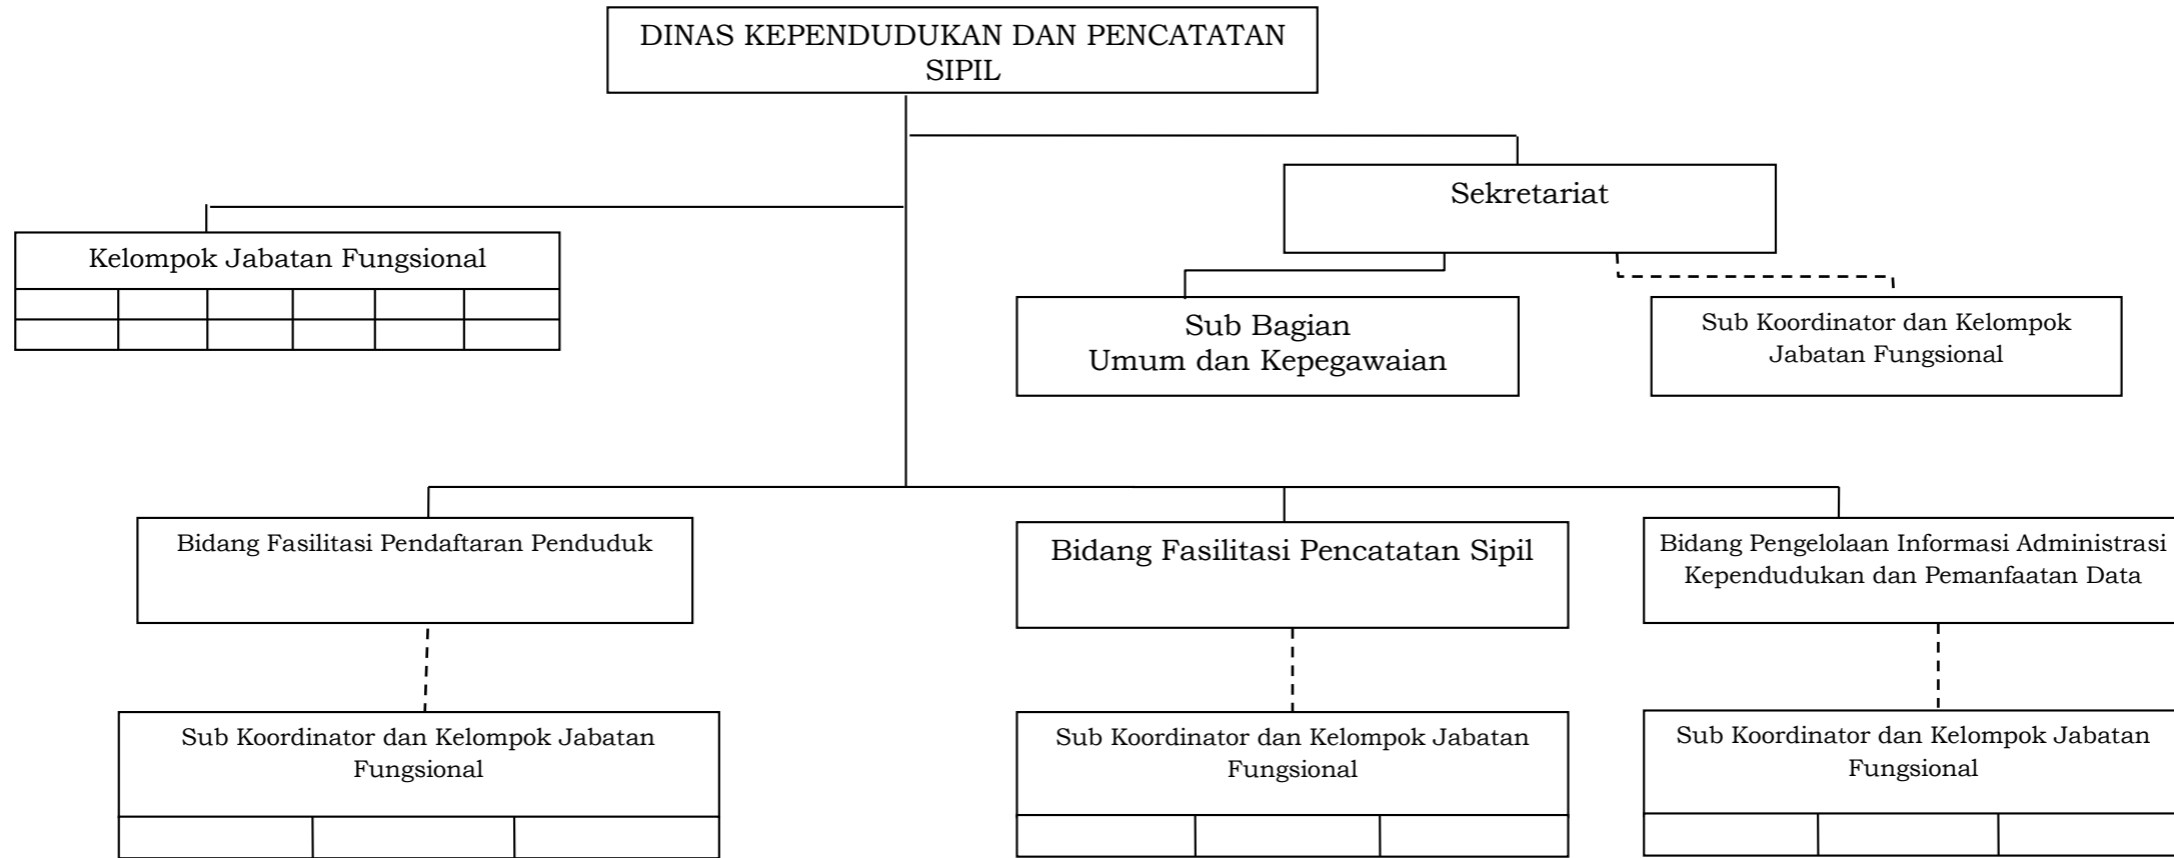 DINAS KEPENDUDUKAN DAN PENCATATAN
SIPIL
Sekretariat
Kelompok Jabatan Fungsional
Sub Bagian
Umum dan Kepegawaian
Sub Koordinator dan Kelompok
Jabatan Fungsional
Bidang Fasilitasi Pendaftaran Penduduk
Bidang Fasilitasi Pencatatan Sipil
Bidang Pengelolaan Informasi Administrasi
Kependudukan dan Pemanfaatan Data
Sub Koordinator dan Kelompok Jabatan
Fungsional
Sub Koordinator dan Kelompok Jabatan
Fungsional
Sub Koordinator dan Kelompok Jabatan
Fungsional